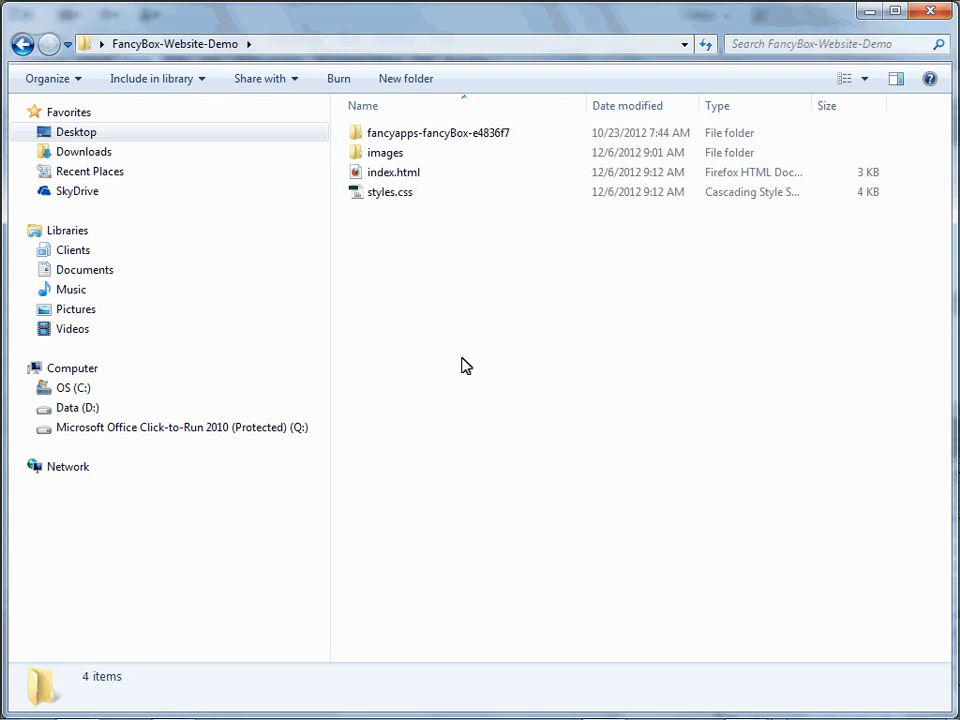 FancyBox-Website-Demo
Search FancyBox-Website-Demo
Organize Include in library Share with Burn New folder
Name Date modified Type Size
Favorites
Desktop
Downloads
Recent Places
SkyDrive
Libraries
Clients
Documents
Music
Pictures
Videos
Computer
OS (C:)
Data (D:)
Microsoft Office Click-to-Run 2010 (Protected) (Q:)
Network
fancyapps-fancyBox-e4836f7 10/23/2012 7:44 AM File folder
images 12/6/2012 9:01 AM File folder
index.html 12/6/2012 9:12 AM Firefox HTML Doc... 3 KB
styles.css 12/6/2012 9:12 AM Cascading Style S... 4 KB
4 items